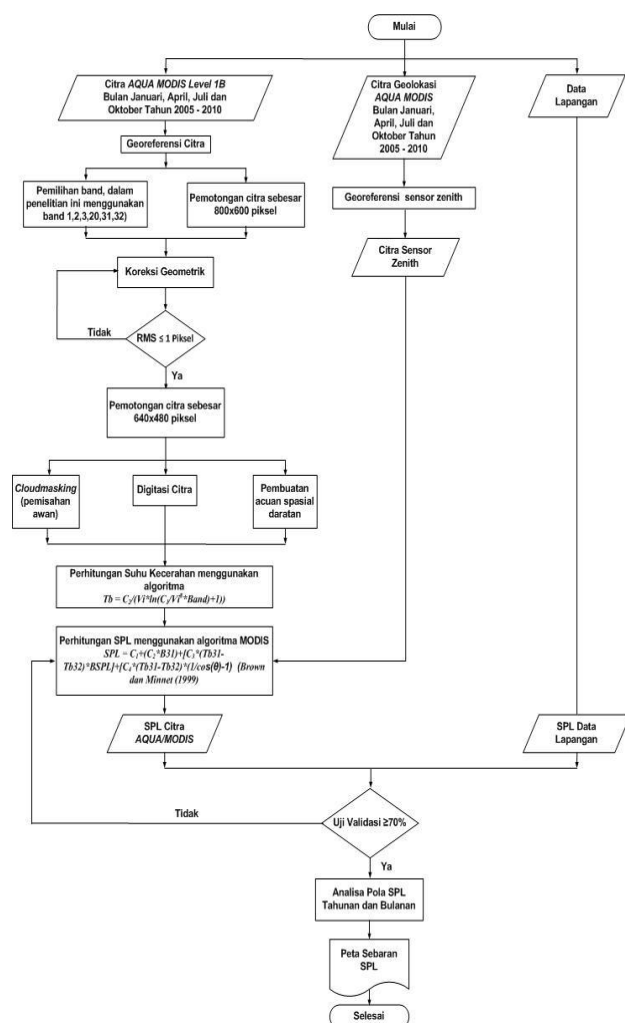 Mulai
Citra AQUA MODIS Level 1B
Bulan Januari, April, Juli dan
Oktober Tahun 2005 - 2010
Citra Geolokasi
AQUA MODIS
Bulan Januari,
April, Juli dan
Oktober Tahun
2005 - 2010
Data
Lapangan
Georeferensi Citra
Pemilihan band, dalam
penelitian ini menggunakan
band 1,2,3,20,31,32)
Pemotongan citra sebesar
800x600 piksel
Georeferensi sensor zenith
Citra Sensor
Zenith
Koreksi Geometrik
Tidak
RMS ≤ 1 Piksel
Ya
Pemotongan citra sebesar
640x480 piksel
Cloudmasking
(pemisahan
awan)
Digitasi Citra
Pembuatan
acuan spasial
daratan
Perhitungan Suhu Kecerahan menggunakan
algoritma
Perhitungan SPL menggunakan algoritma MODIS
SPL = C₁+(C₂*B31)+[C₃*(Tb31-
Tb32)*BSPL]+[C₄*(Tb31-Tb32)*(1/cos(θ)-1) (Brown
dan Minnet (1999)
SPL Citra
AQUA/MODIS
SPL Data
Lapangan
Tidak
Uji Validasi ≥70%
Ya
Analisa Pola SPL
Tahunan dan Bulanan
Peta Sebaran
SPL
Selesai